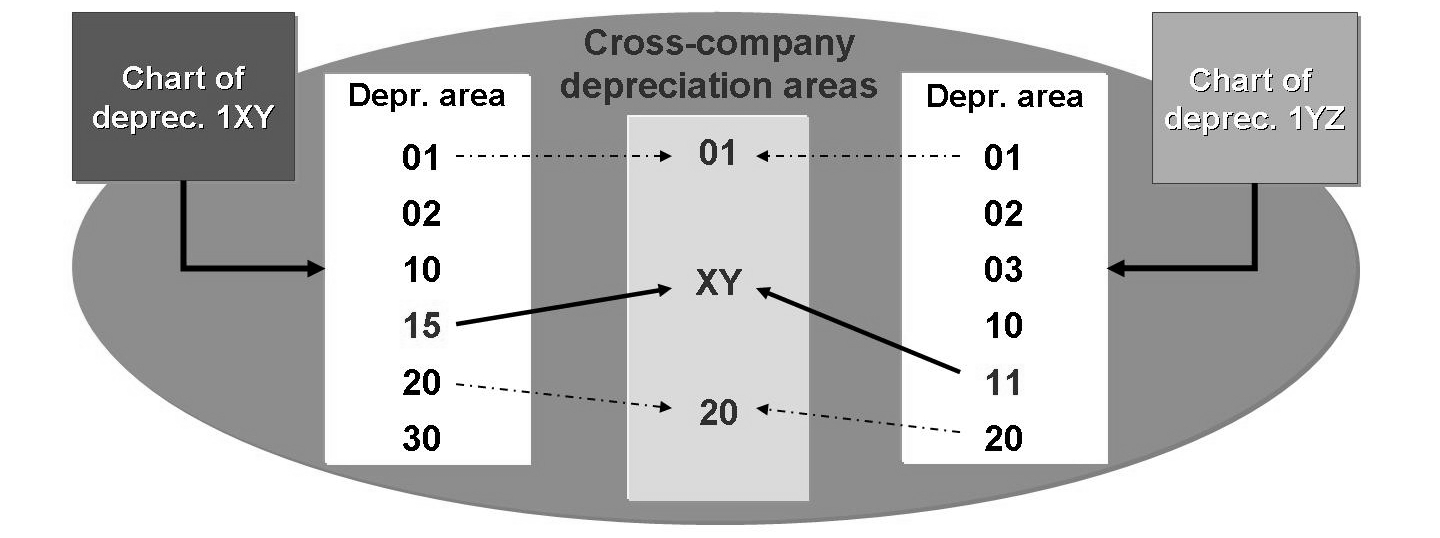 Cross-company
depreciation areas
Chart of
deprec. 1XY
Depr. area
01
02
10
15
20
30
01
XY
20
Depr. area
01
02
03
10
11
20
Chart of
deprec. 1YZ